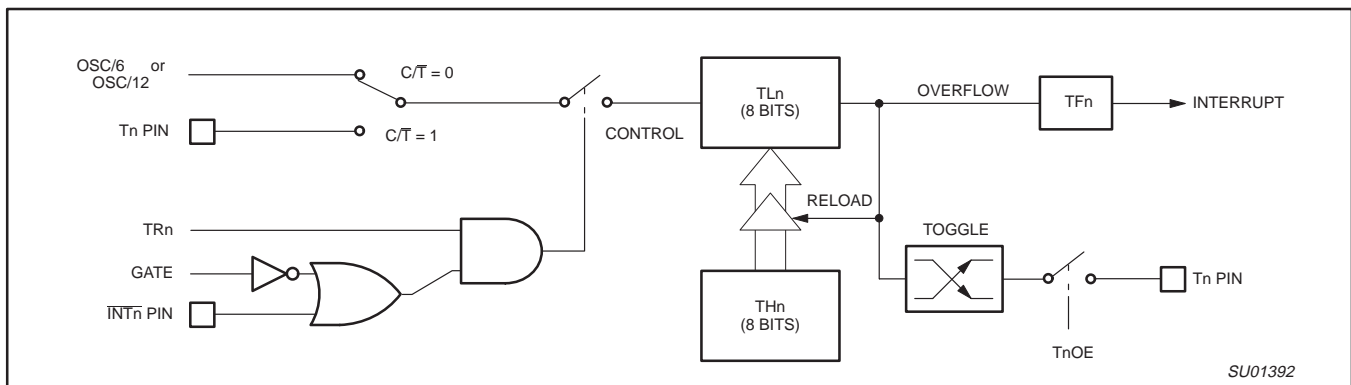 OSC/6 or
OSC/12
C/T̅ = 0
Tn PIN
C/T̅ = 1
CONTROL
TLn
(8 BITS)
OVERFLOW
TFn
INTERRUPT
RELOAD
TRn
GATE
I̅N̅T̅n̅ PIN
THn
(8 BITS)
TOGGLE
Tn PIN
TnOE
SU01392